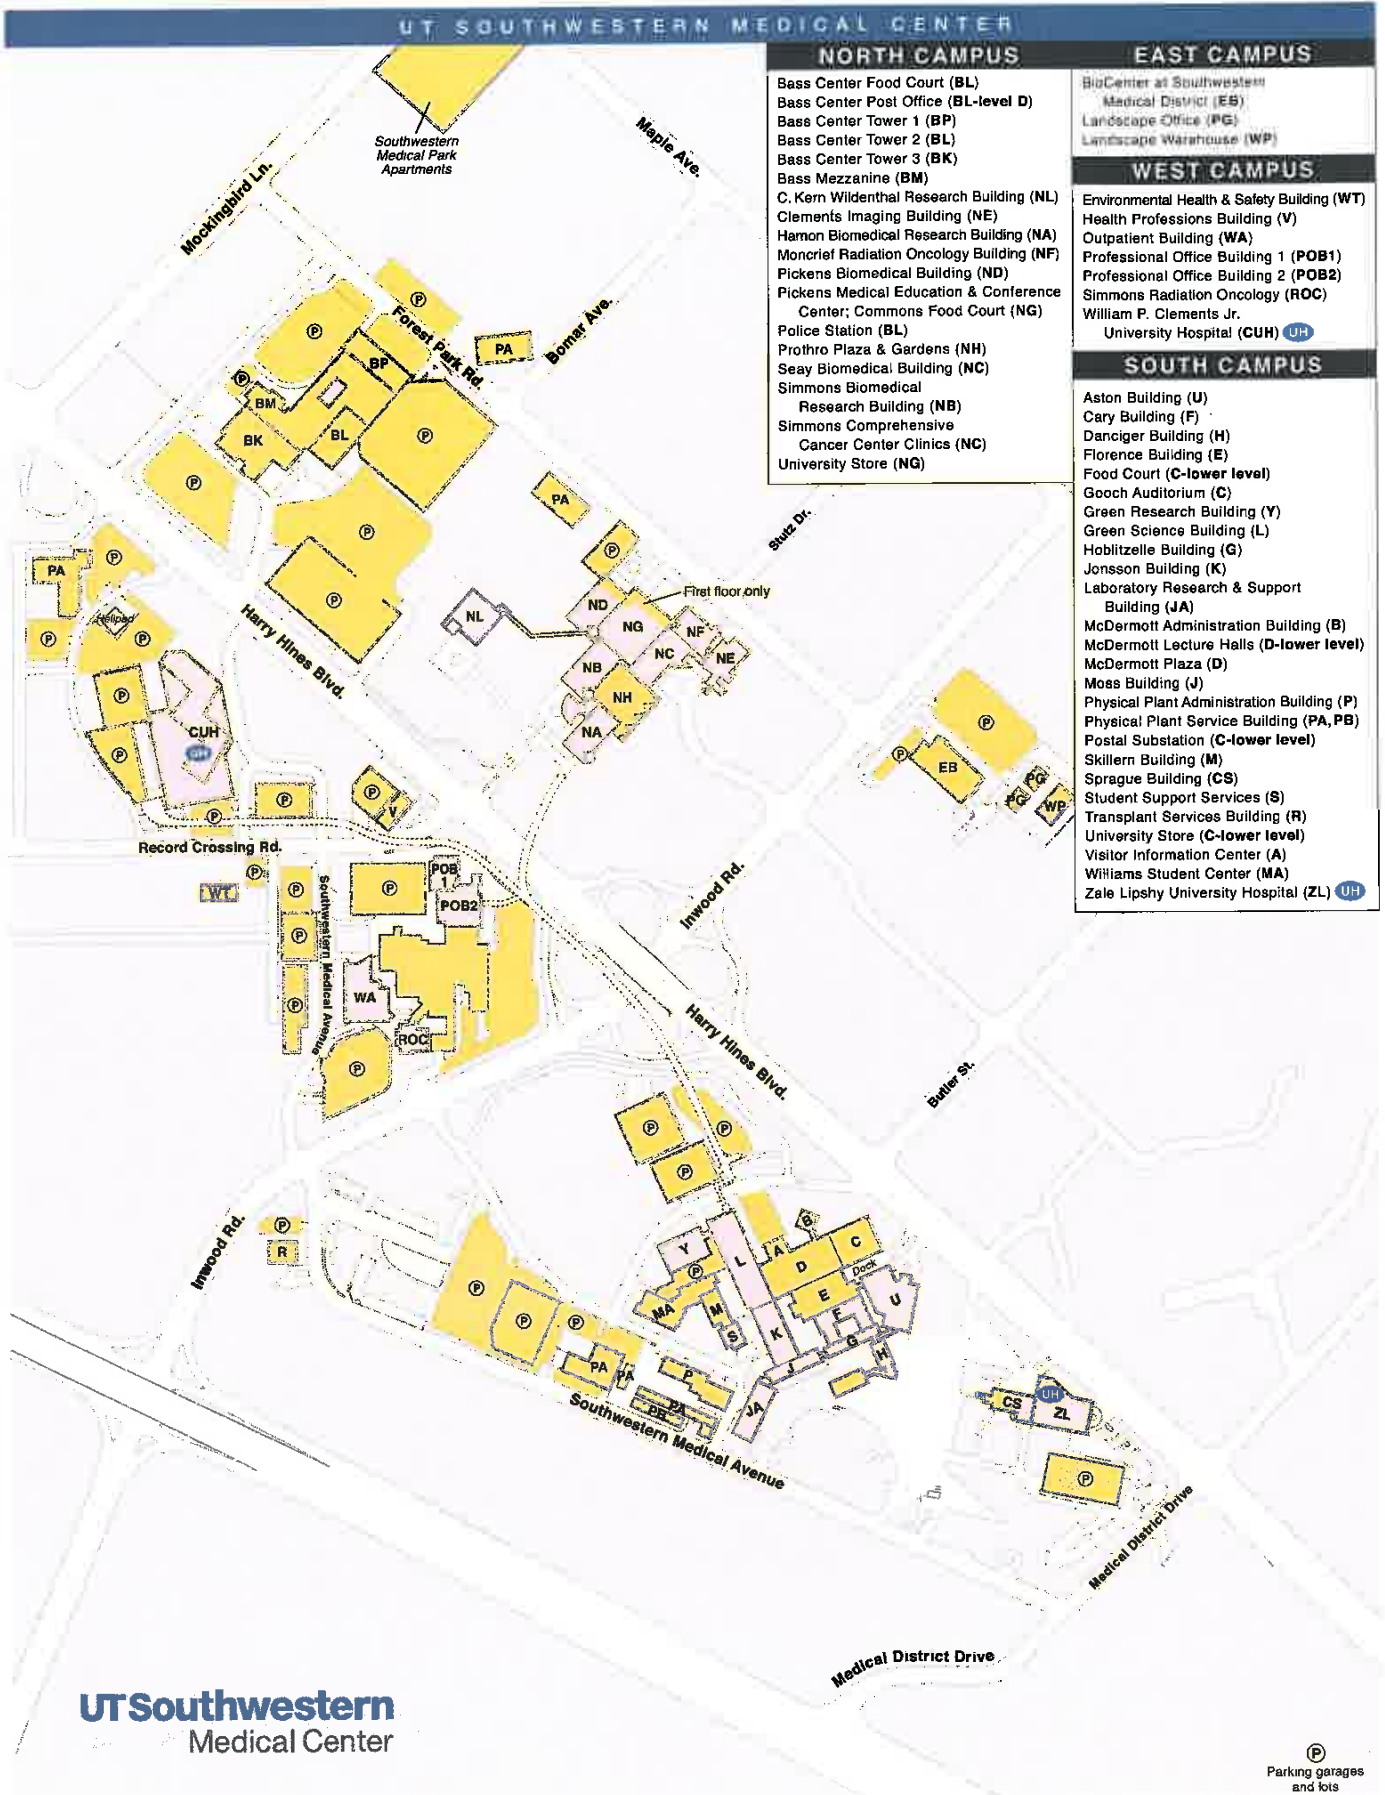 UT SOUTHWESTERN MEDICAL CENTER
NORTH CAMPUS
Bass Center Food Court (BL)
Bass Center Post Office (BL-level D)
Bass Center Tower 1 (BP)
Bass Center Tower 2 (BL)
Bass Center Tower 3 (BK)
Bass Mezzanine (BM)
C. Kern Wildenthal Research Building (NL)
Clements Imaging Building (NE)
Hamon Biomedical Research Building (NA)
Moncrief Radiation Oncology Building (NF)
Pickens Biomedical Building (ND)
Pickens Medical Education & Conference
Center; Commons Food Court (NG)
Police Station (BL)
Prothro Plaza & Gardens (NH)
Seay Biomedical Building (NC)
Simmons Biomedical
Research Building (NB)
Simmons Comprehensive
Cancer Center Clinics (NC)
University Store (NG)
EAST CAMPUS
BioCenter at Southwestern
Medical District (EB)
Landscape Office (PG)
Landscape Warehouse (WP)
WEST CAMPUS
Environmental Health & Safety Building (WT)
Health Professions Building (V)
Outpatient Building (WA)
Professional Office Building 1 (POB1)
Professional Office Building 2 (POB2)
Simmons Radiation Oncology (ROC)
William P. Clements Jr.
University Hospital (CUH) UH
SOUTH CAMPUS
Aston Building (U)
Cary Building (F)
Danciger Building (H)
Florence Building (E)
Food Court (C-lower level)
Gooch Auditorium (C)
Green Research Building (Y)
Green Science Building (L)
Hoblitzelle Building (G)
Jonsson Building (K)
Laboratory Research & Support
Building (JA)
McDermott Administration Building (B)
McDermott Lecture Halls (D-lower level)
McDermott Plaza (D)
Moss Building (J)
Physical Plant Administration Building (P)
Physical Plant Service Building (PA, PB)
Postal Substation (C-lower level)
Skillern Building (M)
Sprague Building (CS)
Student Support Services (S)
Transplant Services Building (R)
University Store (C-lower level)
Visitor Information Center (A)
Williams Student Center (MA)
Zale Lipshy University Hospital (ZL) UH
Southwestern
Medical Park
Apartments
Maple Ave.
Mockingbird Ln.
P
P
Forest Park Rd.
Bomar Ave.
PA
BP
P
BM
BL
BK
P
P
PA
Stutz Dr.
P
P
P
PA
First floor only
P
ND
NL
NG
Helipad
P
P
Harry Hines Blvd.
NF
NC
NE
NB
P
NH
CUH
UH
NA
P
P
P
EB
PG
PG
WP
P
P
V
P
Record Crossing Rd.
P
WT
P
P
POB
1
POB2
Inwood Rd.
P
Southwestern Medical Avenue
WA
P
ROC
P
Harry Hines Blvd.
Butler St.
P
P
P
Inwood Rd.
P
R
Y
L
A
B
C
D
Dock
P
E
U
MA
M
S
K
F
G
H
J
P
P
P
PA
PA
P
PA
PB
JA
Southwestern Medical Avenue
CS
UH
ZL
P
Medical District Drive
Medical District Drive
UTSouthwestern
Medical Center
P
Parking garages
and lots